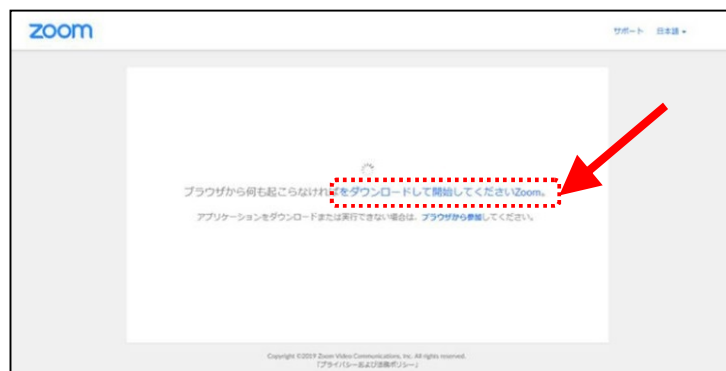 zoom
サポート 日本語
ブラウザから何も起こらなければをダウンロードして開始してくださいZoom。
アプリケーションをダウンロードまたは実行できない場合は、ブラウザから参加してください。
Copyright ©2019 Zoom Video Communications, Inc. All rights reserved.
「プライバシーおよび法務ポリシー」